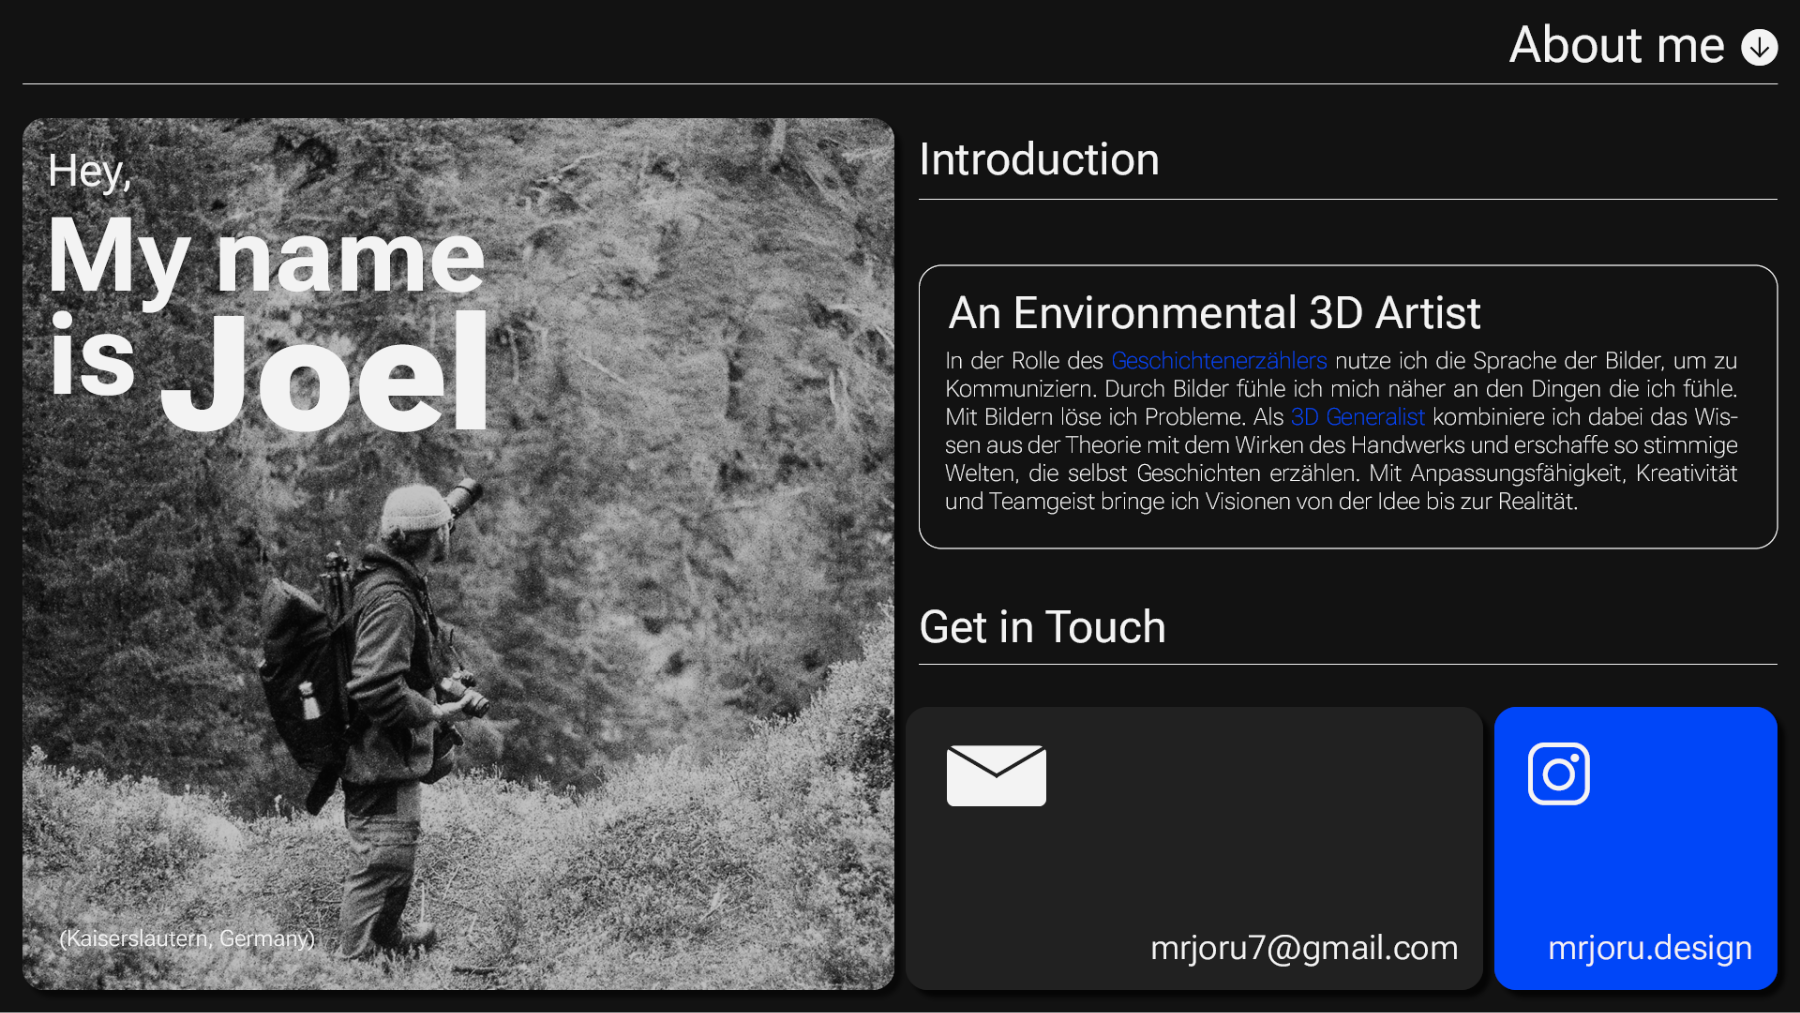 About me
Hey,
My name
is Joel
(Kaiserslautern, Germany)
Introduction
An Environmental 3D Artist
In der Rolle des Geschichtenerzählers nutze ich die Sprache der Bilder, um zu
Kommuniziern. Durch Bilder fühle ich mich näher an den Dingen die ich fühle.
Mit Bildern löse ich Probleme. Als 3D Generalist kombiniere ich dabei das Wis-
sen aus der Theorie mit dem Wirken des Handwerks und erschaffe so stimmige
Welten, die selbst Geschichten erzählen. Mit Anpassungsfähigkeit, Kreativität
und Teamgeist bringe ich Visionen von der Idee bis zur Realität.
Get in Touch
mrjoru7@gmail.com
mrjoru.design